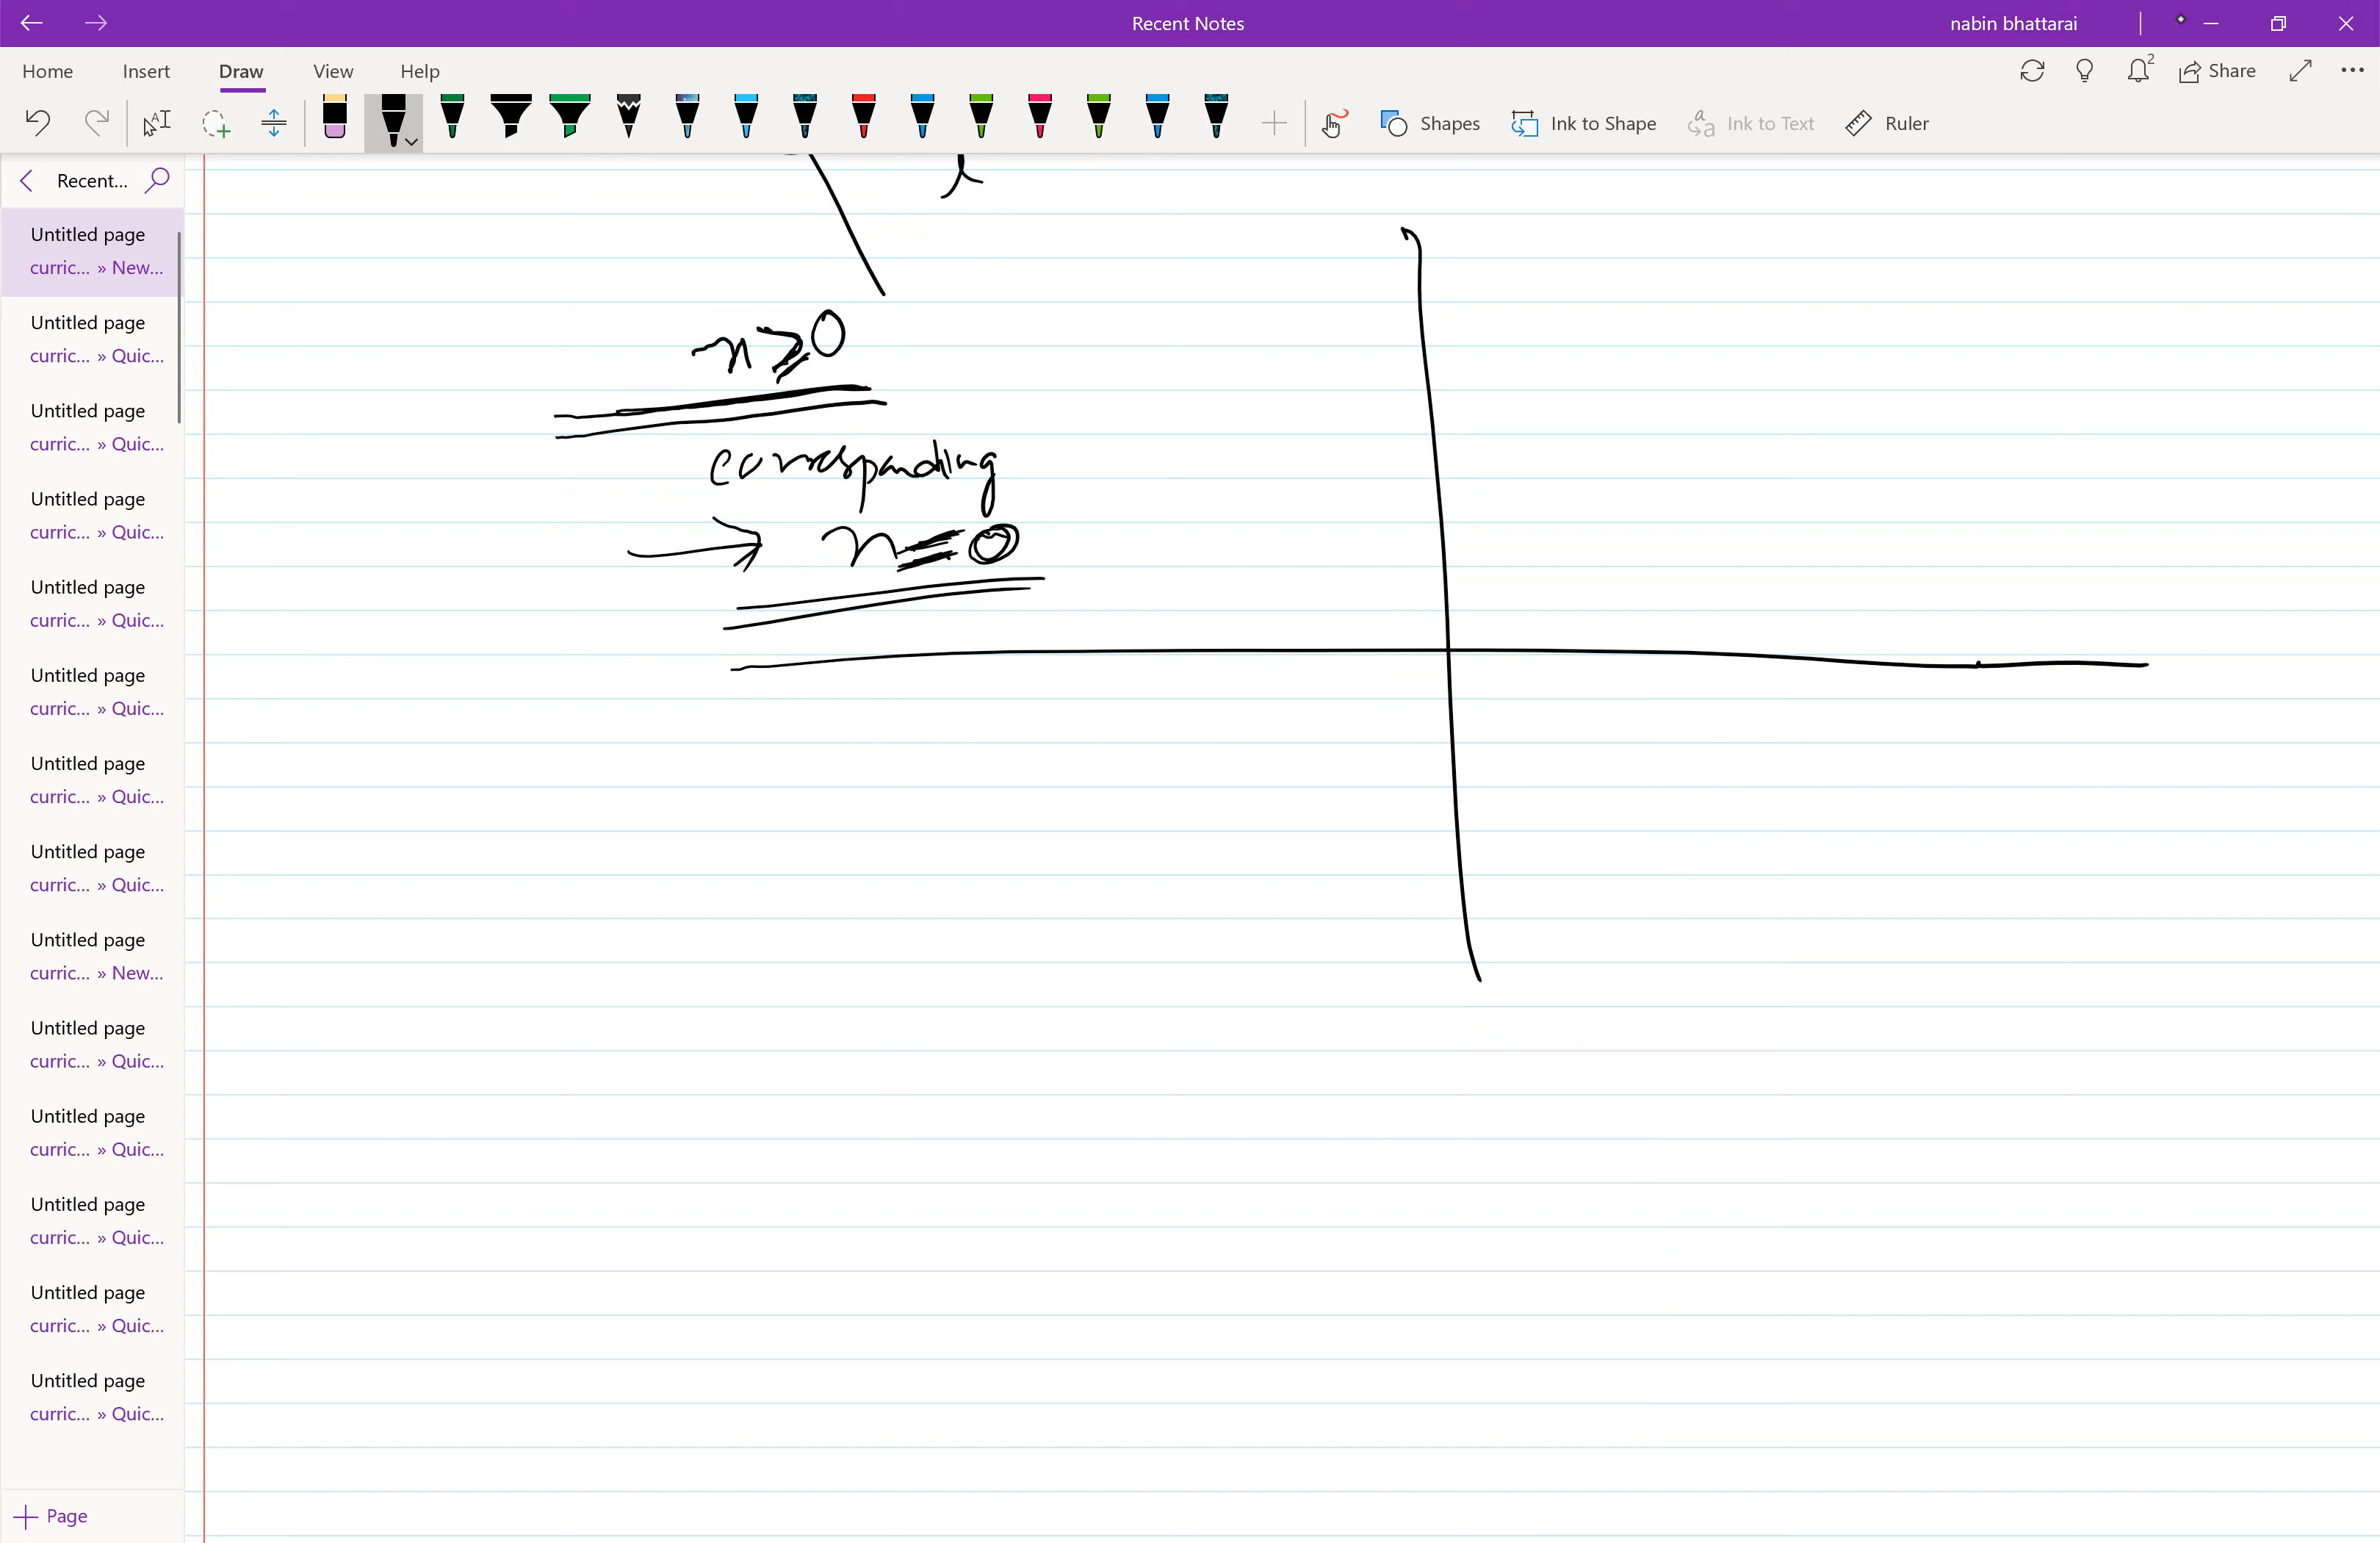 Recent Notes
nabin bhattarai
Home Insert Draw View Help
2
Share
Shapes
Ink to Shape
Ink to Text
Ruler
Recent...
Untitled page
curric... » New...
Untitled page
curric... » Quic...
Untitled page
curric... » Quic...
Untitled page
curric... » Quic...
Untitled page
curric... » Quic...
Untitled page
curric... » Quic...
Untitled page
curric... » Quic...
Untitled page
curric... » Quic...
Untitled page
curric... » New...
Untitled page
curric... » Quic...
Untitled page
curric... » Quic...
Untitled page
curric... » Quic...
Untitled page
curric... » Quic...
Untitled page
curric... » Quic...
Page
x ≥ 0
corresponding
→ x = 0